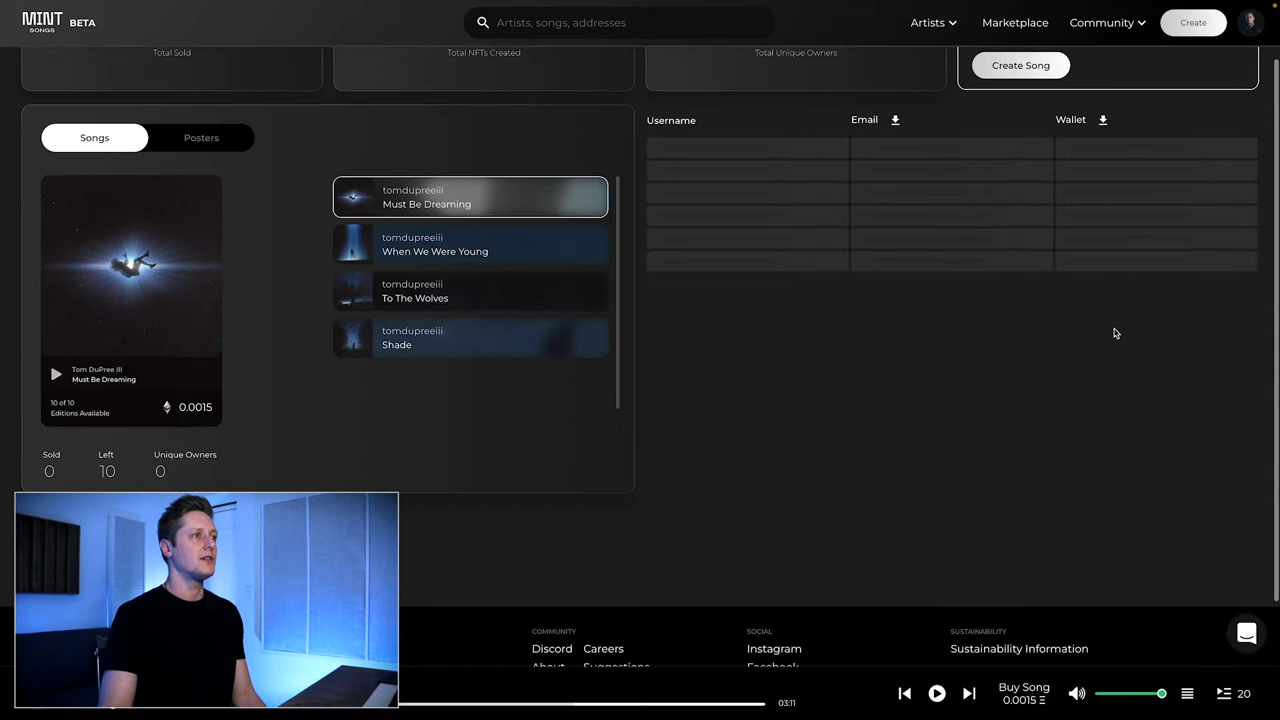 MINT
SONGS
BETA
Artists, songs, addresses
Artists
Marketplace
Community
Create
Total Sold
Total NFTs Created
Total Unique Owners
Create Song
Songs
Posters
Username
Email
Wallet
tomdupreeiii
Must Be Dreaming
tomdupreeiii
When We Were Young
tomdupreeiii
To The Wolves
tomdupreeiii
Shade
Tom DuPree III
Must Be Dreaming
10 of 10
Editions Available
0.0015
Sold
Left
Unique Owners
0
10
0
COMMUNITY
SOCIAL
SUSTAINABILITY
Discord
Careers
Instagram
Sustainability Information
About
Suggestions
Facebook
Buy Song
0.0015 Ξ
20
03:11